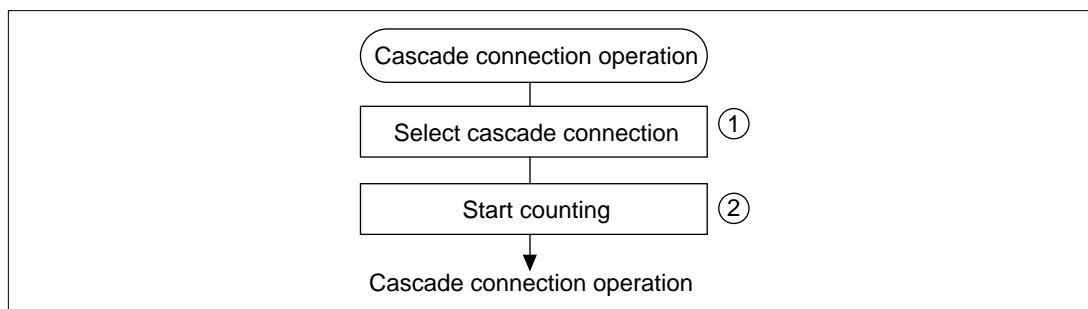 Cascade connection operation
Select cascade connection
1
Start counting
2
Cascade connection operation